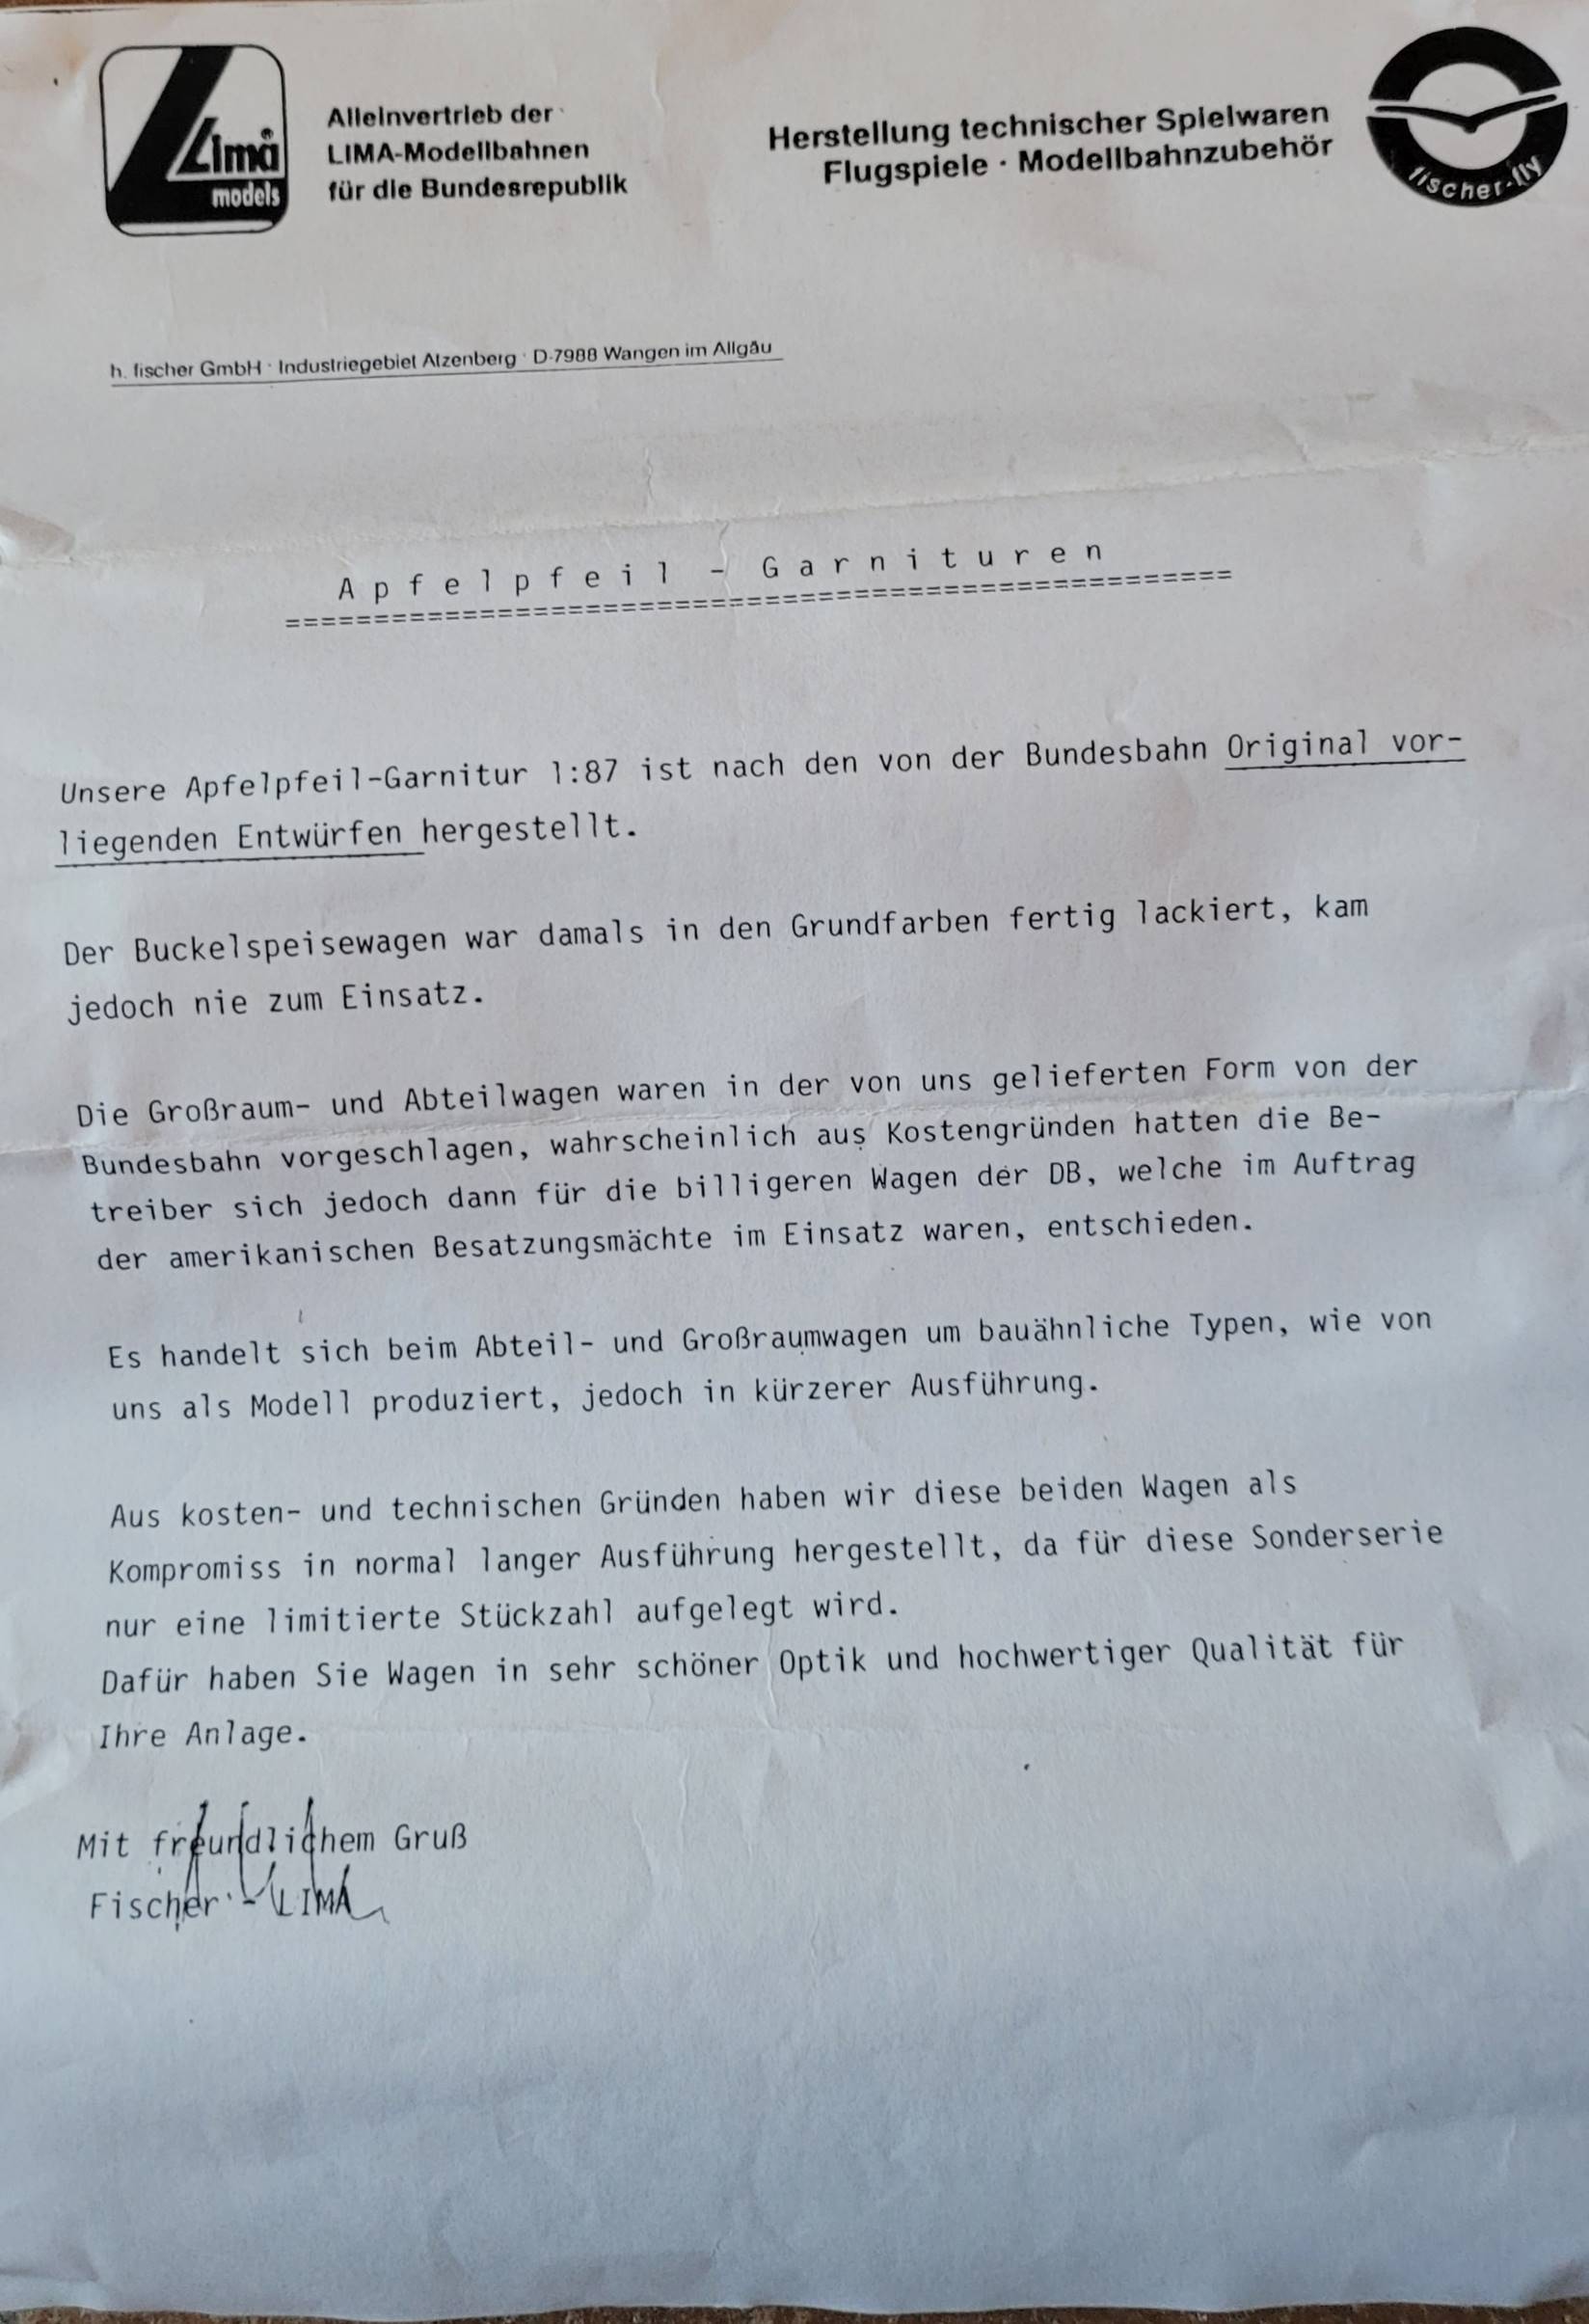 Lima
models
Alleinvertrieb der
LIMA-Modellbahnen
für die Bundesrepublik
Herstellung technischer Spielwaren
Flugspiele · Modellbahnzubehör
fischer-fly
h. fischer GmbH · Industriegebiet Atzenberg · D-7988 Wangen im Allgäu
A p f e l p f e i l - G a r n i t u r e n
=====================================================
Unsere Apfelpfeil-Garnitur 1:87 ist nach den von der Bundesbahn Original vor-
liegenden Entwürfen hergestellt.
Der Buckelspeisewagen war damals in den Grundfarben fertig lackiert, kam
jedoch nie zum Einsatz.
Die Großraum- und Abteilwagen waren in der von uns gelieferten Form von der
Bundesbahn vorgeschlagen, wahrscheinlich aus Kostengründen hatten die Be-
treiber sich jedoch dann für die billigeren Wagen der DB, welche im Auftrag
der amerikanischen Besatzungsmächte im Einsatz waren, entschieden.
Es handelt sich beim Abteil- und Großraumwagen um bauähnliche Typen, wie von
uns als Modell produziert, jedoch in kürzerer Ausführung.
Aus kosten- und technischen Gründen haben wir diese beiden Wagen als
Kompromiss in normal langer Ausführung hergestellt, da für diese Sonderserie
nur eine limitierte Stückzahl aufgelegt wird.
Dafür haben Sie Wagen in sehr schöner Optik und hochwertiger Qualität für
Ihre Anlage.
Mit freundlichem Gruß
Fischer - LIMA